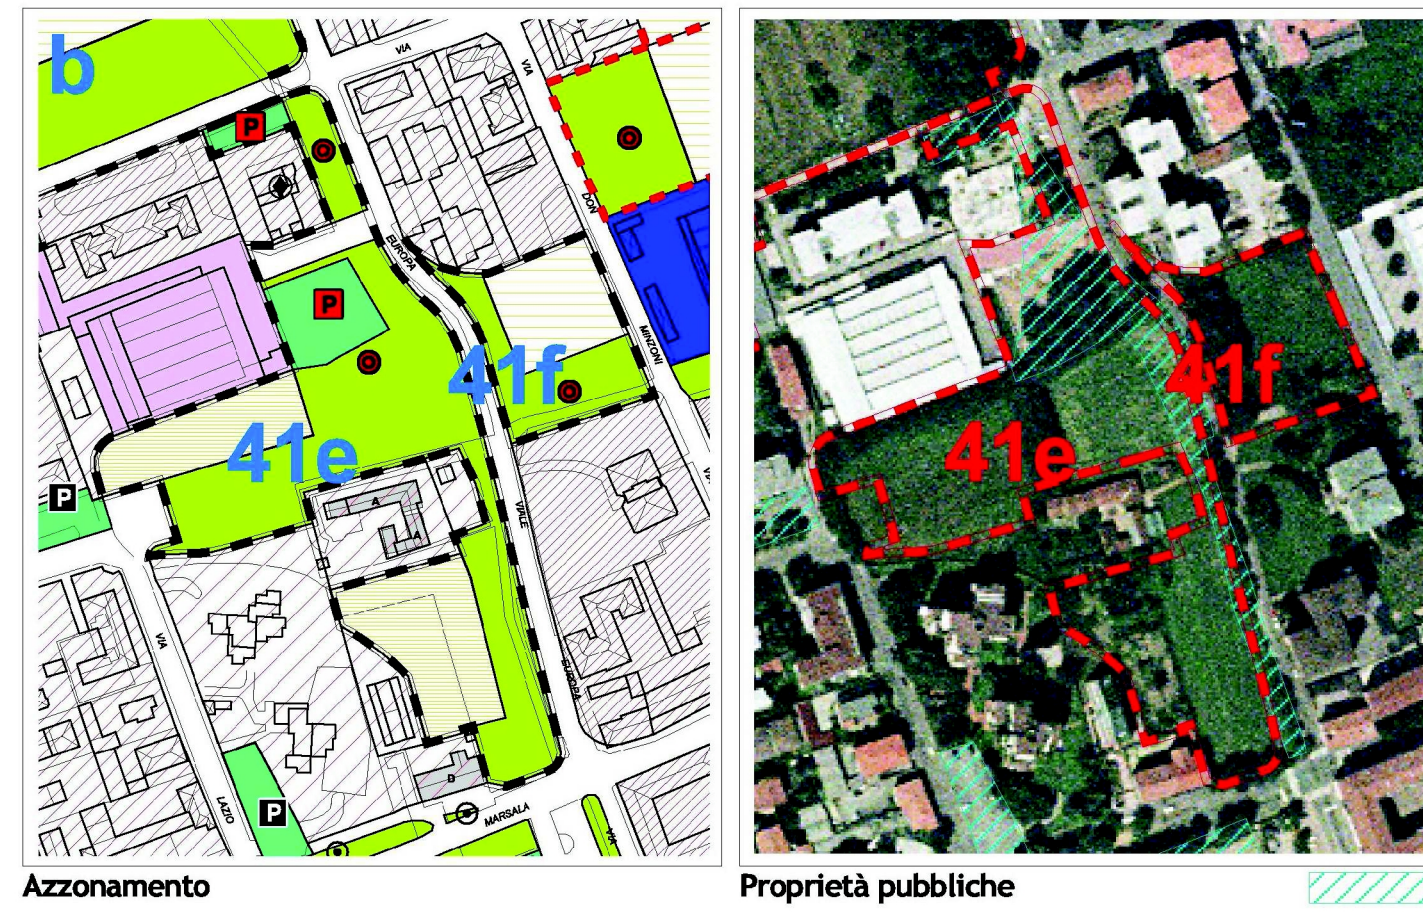 b
VIA
VIA
P
DON
EUROPA
P
MINZONI
41f
41f
41e
41e
P
VIALE
A
A
VIA
EUROPA
D
LAZIO
P
MARSALA
VIA
Azzonamento
Proprietà pubbliche